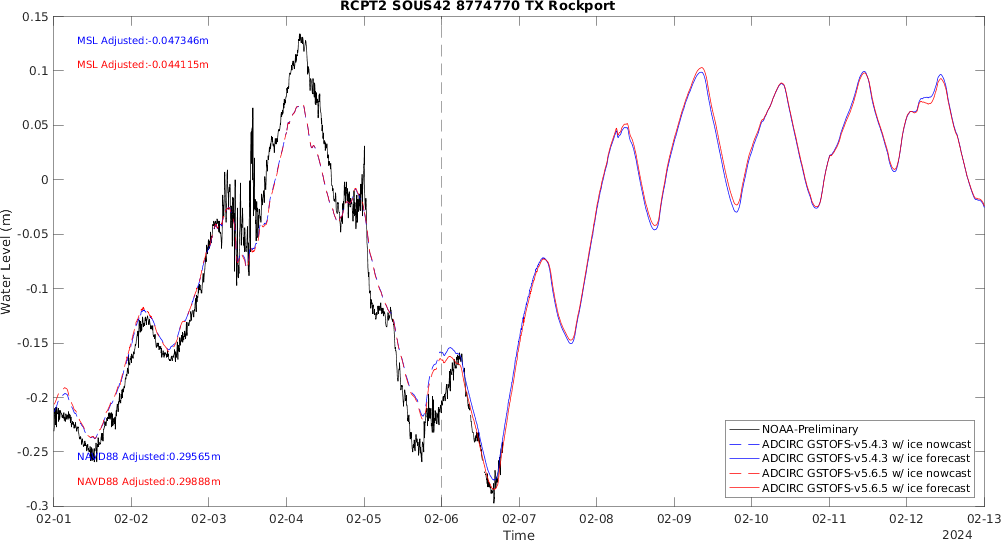 RCPT2 SOUS42 8774770 TX Rockport
MSL Adjusted:-0.047346m
MSL Adjusted:-0.044115m
NAVD88 Adjusted:0.29565m
NAVD88 Adjusted:0.29888m
Water Level (m)
0.15
0.1
0.05
0
-0.05
-0.1
-0.15
-0.2
-0.25
-0.3
NOAA-Preliminary
ADCIRC GSTOFS-v5.4.3 w/ ice nowcast
ADCIRC GSTOFS-v5.4.3 w/ ice forecast
ADCIRC GSTOFS-v5.6.5 w/ ice nowcast
ADCIRC GSTOFS-v5.6.5 w/ ice forecast
02-01 02-02 02-03 02-04 02-05 02-06 02-07 02-08 02-09 02-10 02-11 02-12 02-13
Time
2024